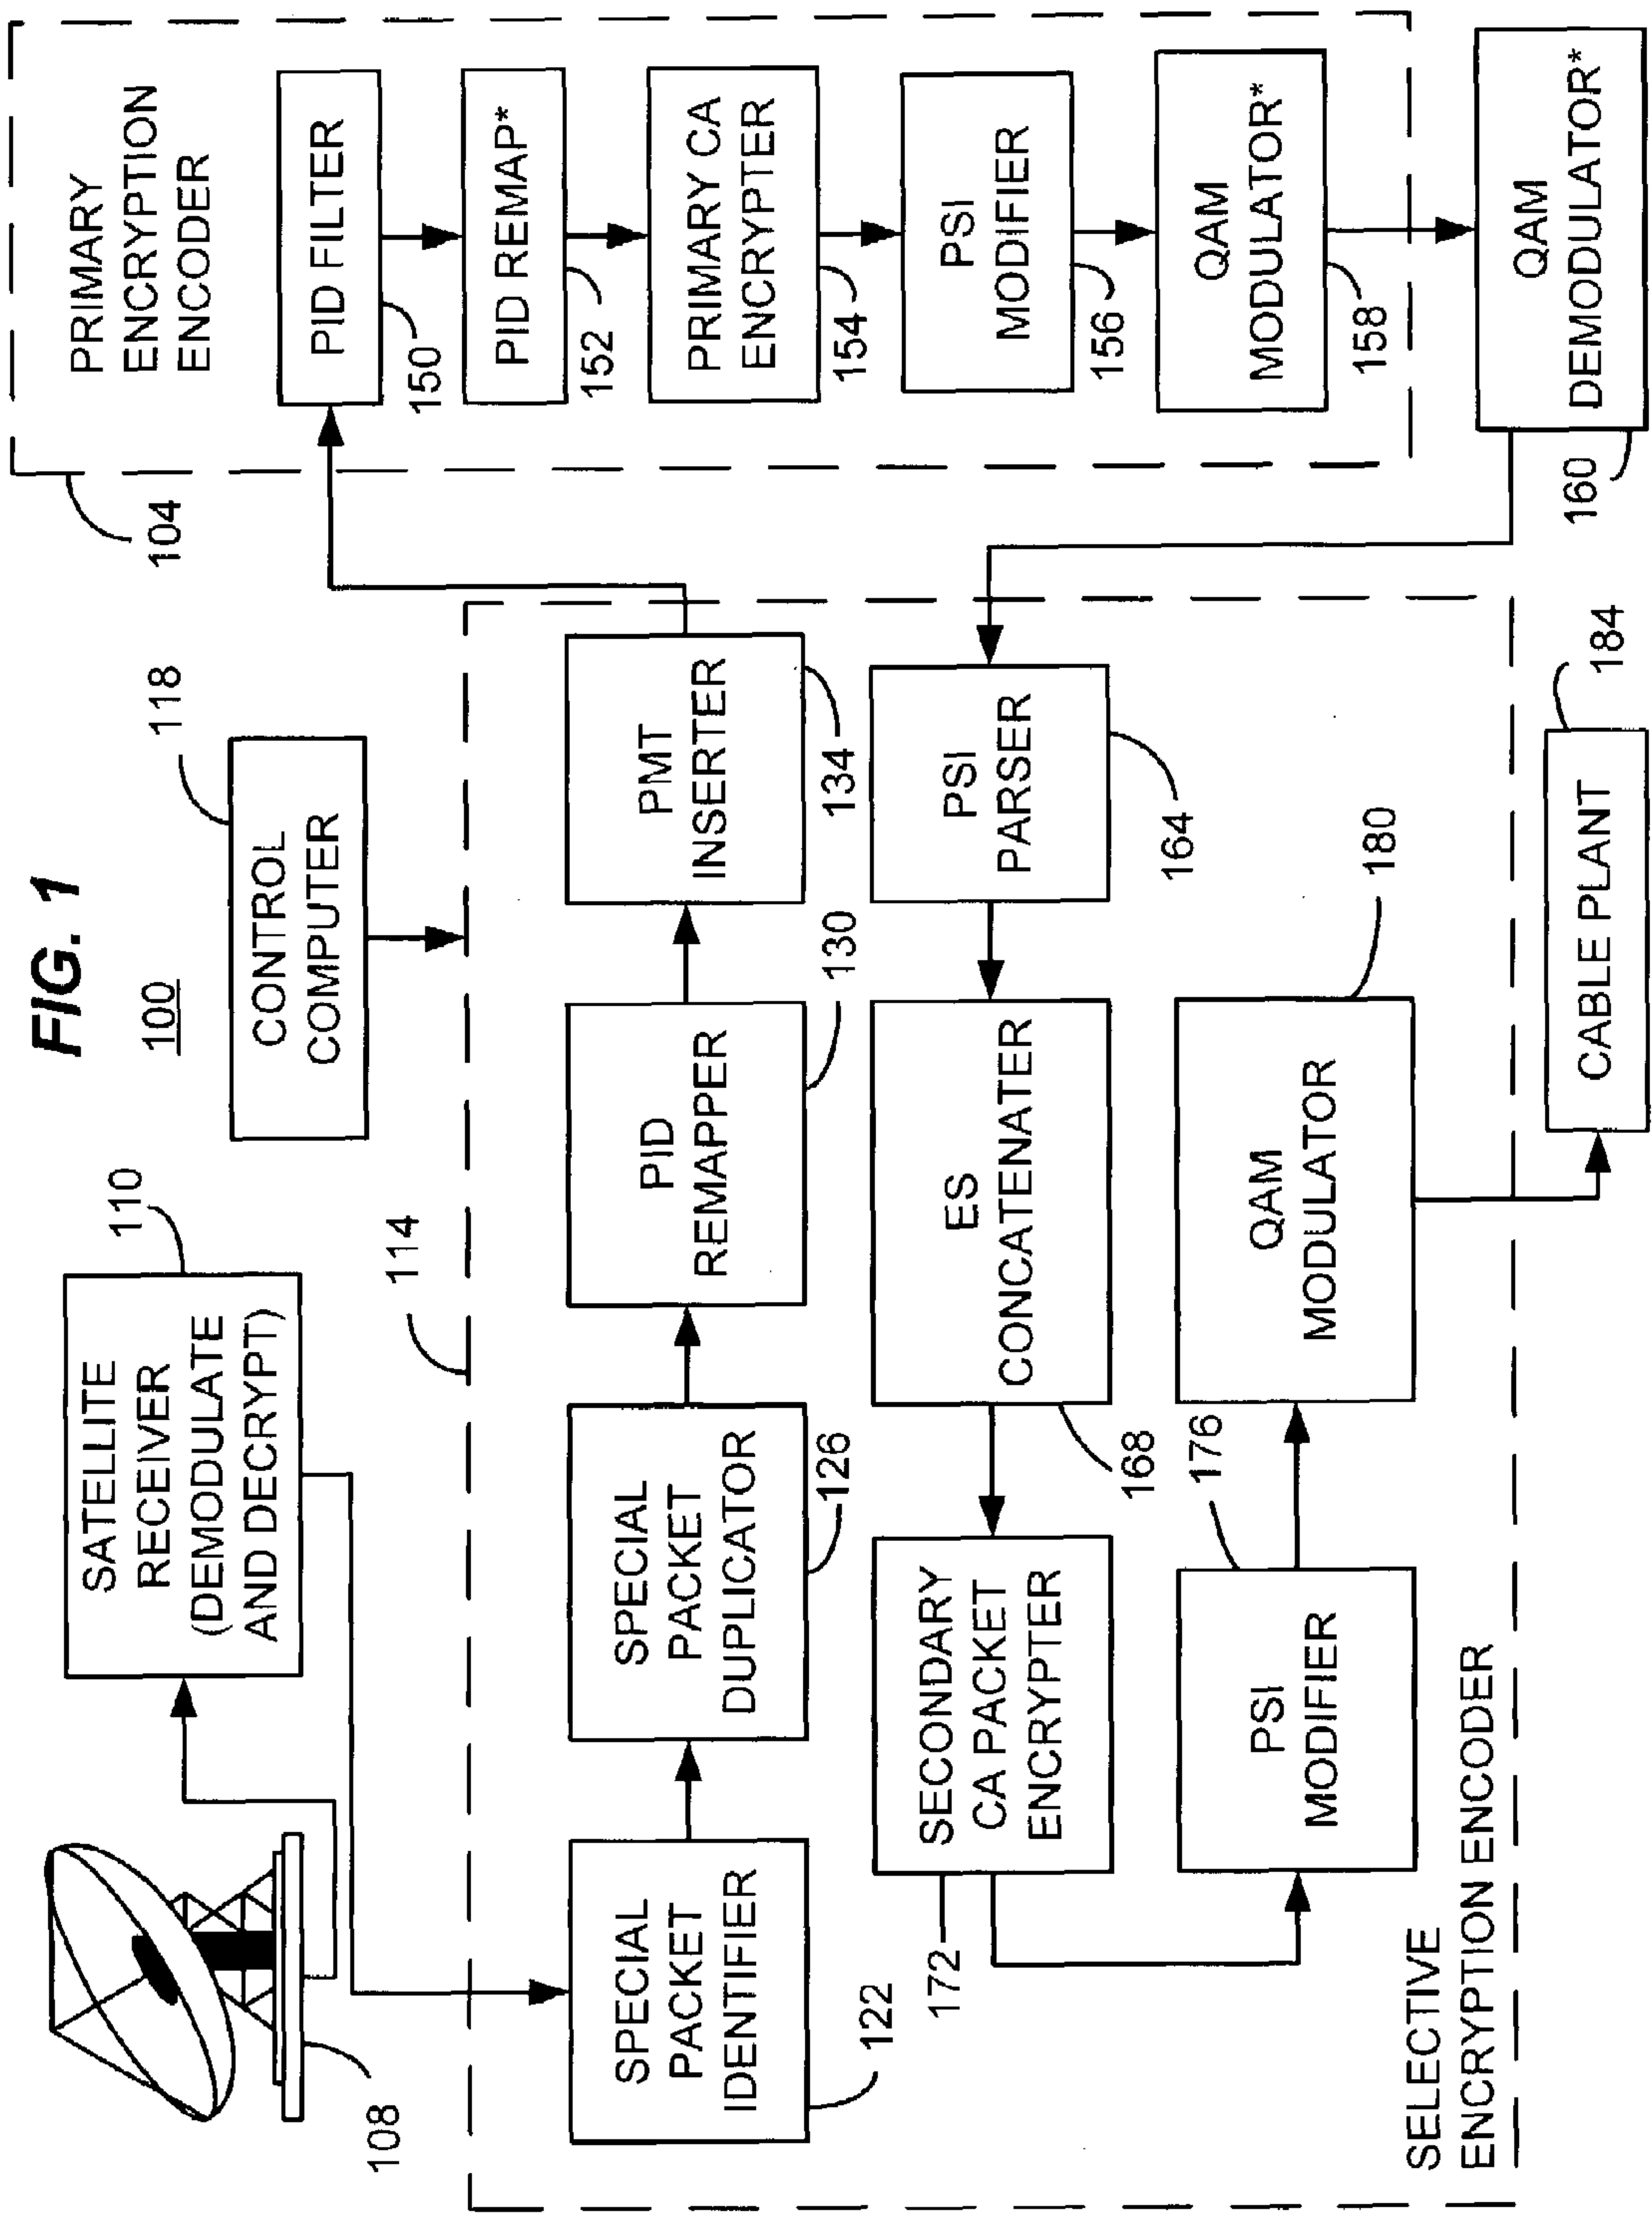 FIG. 1
100
108
SATELLITE
RECEIVER
(DEMODULATE
AND DECRYPT)
110
CONTROL
COMPUTER
118
104
PRIMARY
ENCRYPTION
ENCODER
PID FILTER
150
PID REMAP*
152
PRIMARY CA
ENCRYPTER
154
PSI
MODIFIER
156
QAM
MODULATOR*
158
QAM
DEMODULATOR*
160
114
SPECIAL
PACKET
IDENTIFIER
122
SPECIAL
PACKET
DUPLICATOR
126
PID
REMAPPER
130
PMT
INSERTER
134
SECONDARY
CA PACKET
ENCRYPTER
172
ES
CONCATENATER
168
PSI
PARSER
164
PSI
MODIFIER
176
QAM
MODULATOR
180
SELECTIVE
ENCRYPTION ENCODER
CABLE PLANT
184